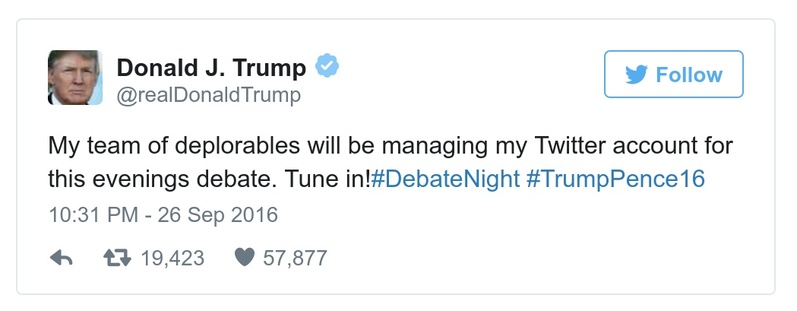 Donald J. Trump
@realDonaldTrump
Follow
My team of deplorables will be managing my Twitter account for
this evenings debate. Tune in!#DebateNight #TrumpPence16
10:31 PM - 26 Sep 2016
19,423 57,877